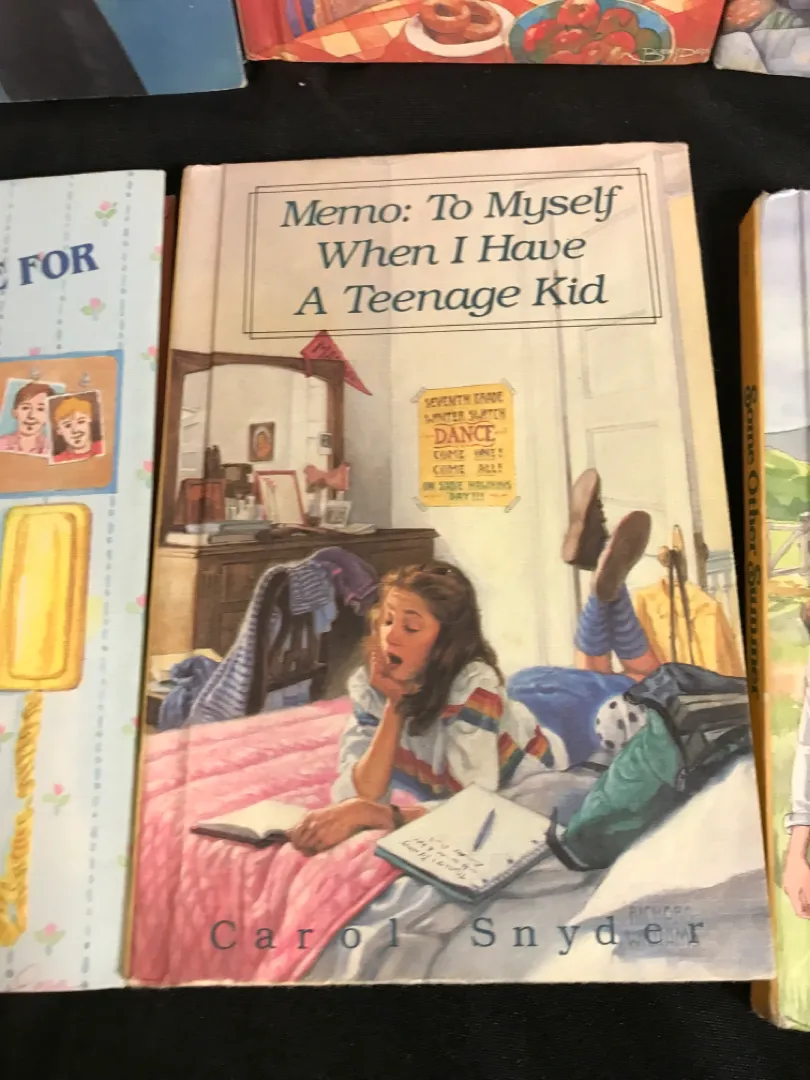 FOR
Memo: To Myself
When I Have
A Teenage Kid
SEVENTH GRADE
WINTER SWITCH
DANCE
COME ONE!
COME ALL!
DAY!!!
Carol Snyder
Some Other Summer